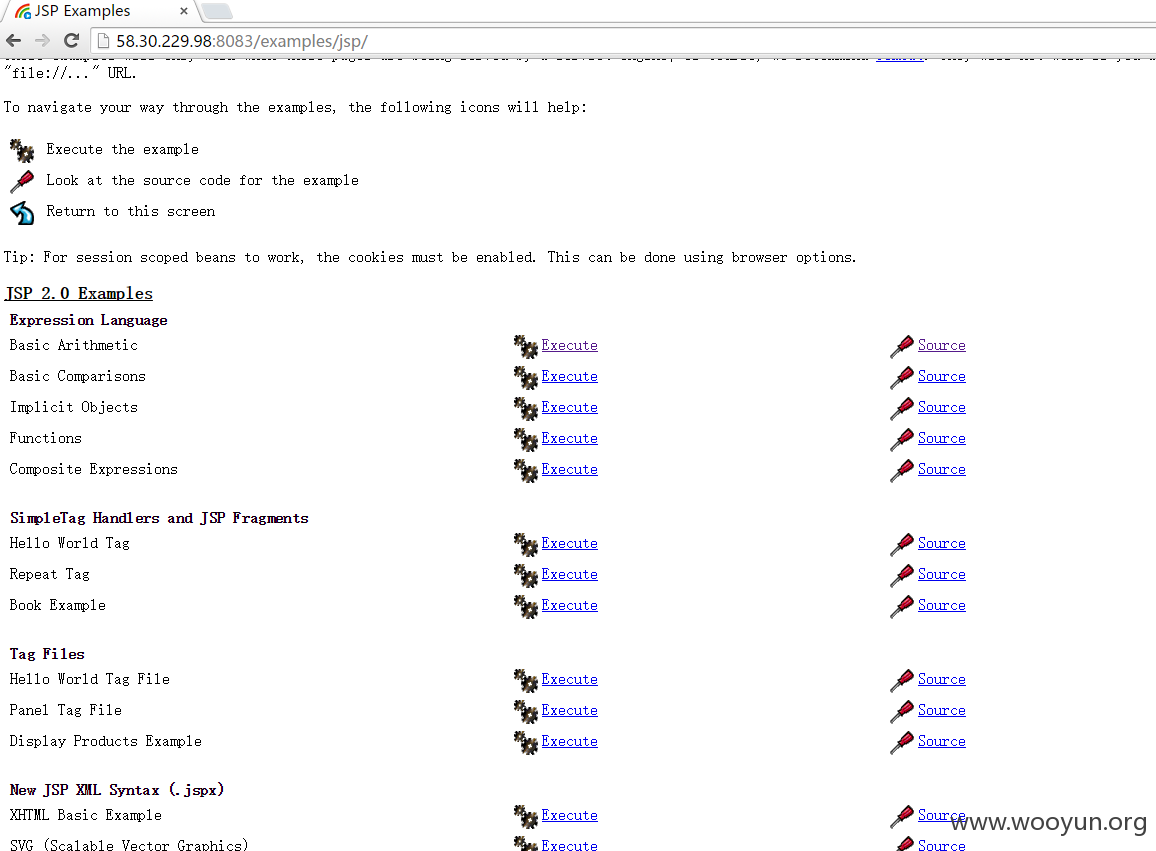 JSP Examples
58.30.229.98:8083/examples/jsp/
"file://..." URL.
To navigate your way through the examples, the following icons will help:
Execute the example
Look at the source code for the example
Return to this screen
Tip: For session scoped beans to work, the cookies must be enabled. This can be done using browser options.
JSP 2.0 Examples
Expression Language
Basic Arithmetic Execute Source
Basic Comparisons Execute Source
Implicit Objects Execute Source
Functions Execute Source
Composite Expressions Execute Source
SimpleTag Handlers and JSP Fragments
Hello World Tag Execute Source
Repeat Tag Execute Source
Book Example Execute Source
Tag Files
Hello World Tag File Execute Source
Panel Tag File Execute Source
Display Products Example Execute Source
New JSP XML Syntax (.jspx)
XHTML Basic Example Execute Source
www.wooyun.org
SVG (Scalable Vector Graphics) Execute Source